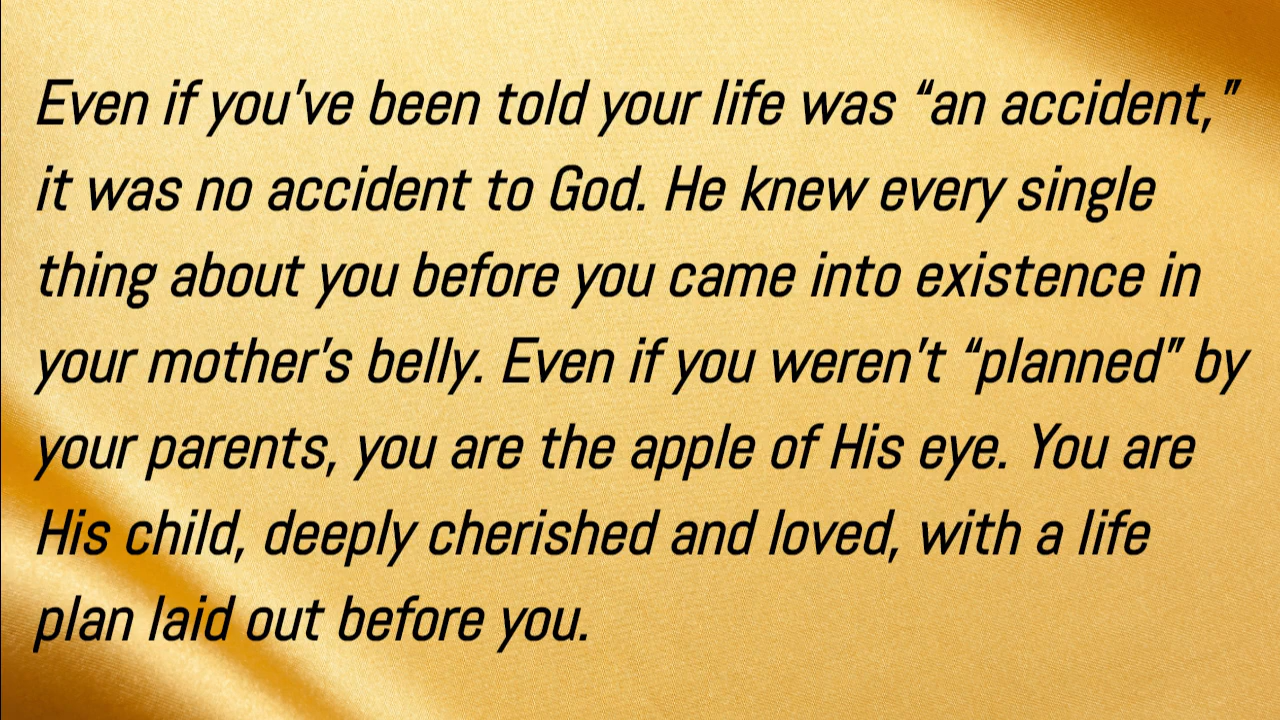 Even if you’ve been told your life was “an accident,”
it was no accident to God. He knew every single
thing about you before you came into existence in
your mother’s belly. Even if you weren’t “planned” by
your parents, you are the apple of His eye. You are
His child, deeply cherished and loved, with a life
plan laid out before you.